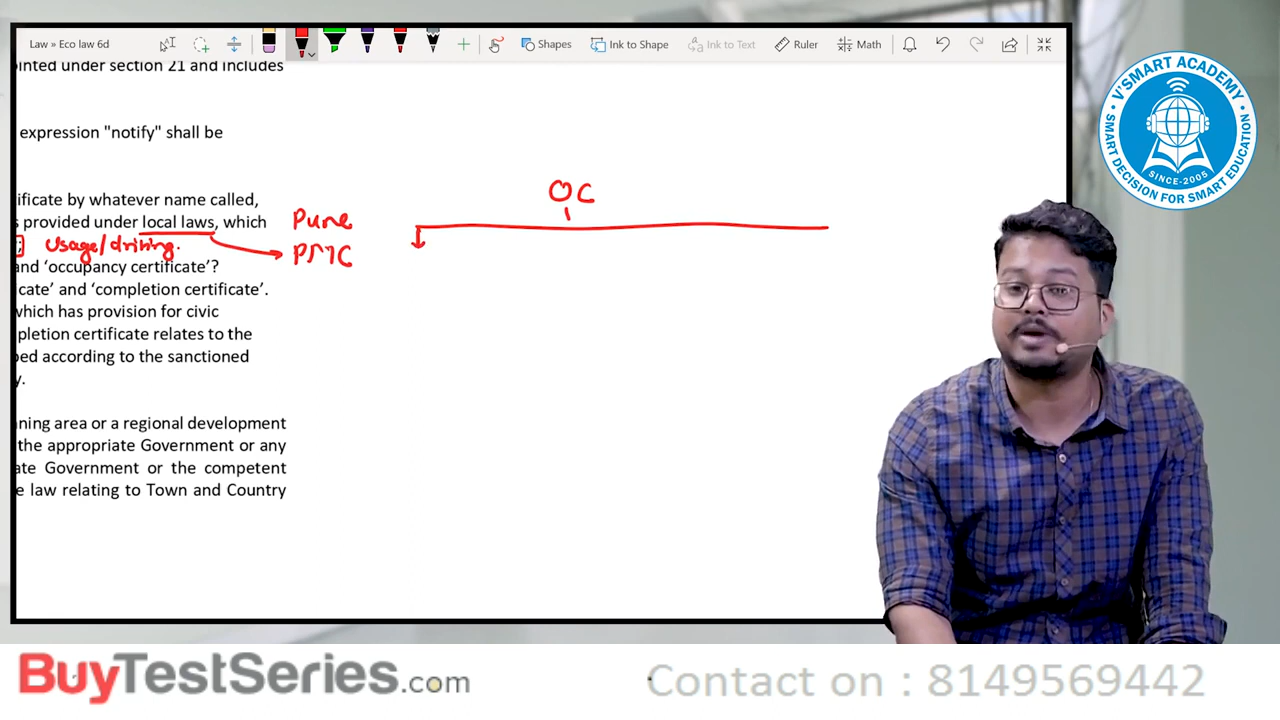 Law » Eco law 6d
Shapes
Ink to Shape
Ink to Text
Ruler
Math
inted under section 21 and includes
expression "notify" shall be
ificate by whatever name called,
s provided under local laws, which
Usage/driving.
and ‘occupancy certificate’?
icate’ and ‘completion certificate’.
which has provision for civic
pletion certificate relates to the
ped according to the sanctioned
y.
ning area or a regional development
the appropriate Government or any
ate Government or the competent
e law relating to Town and Country
Pune
PMC
OC
V'SMART ACADEMY
SINCE-2005
SMART DECISION FOR SMART EDUCATION
BuyTestSeries.com
Contact on : 8149569442